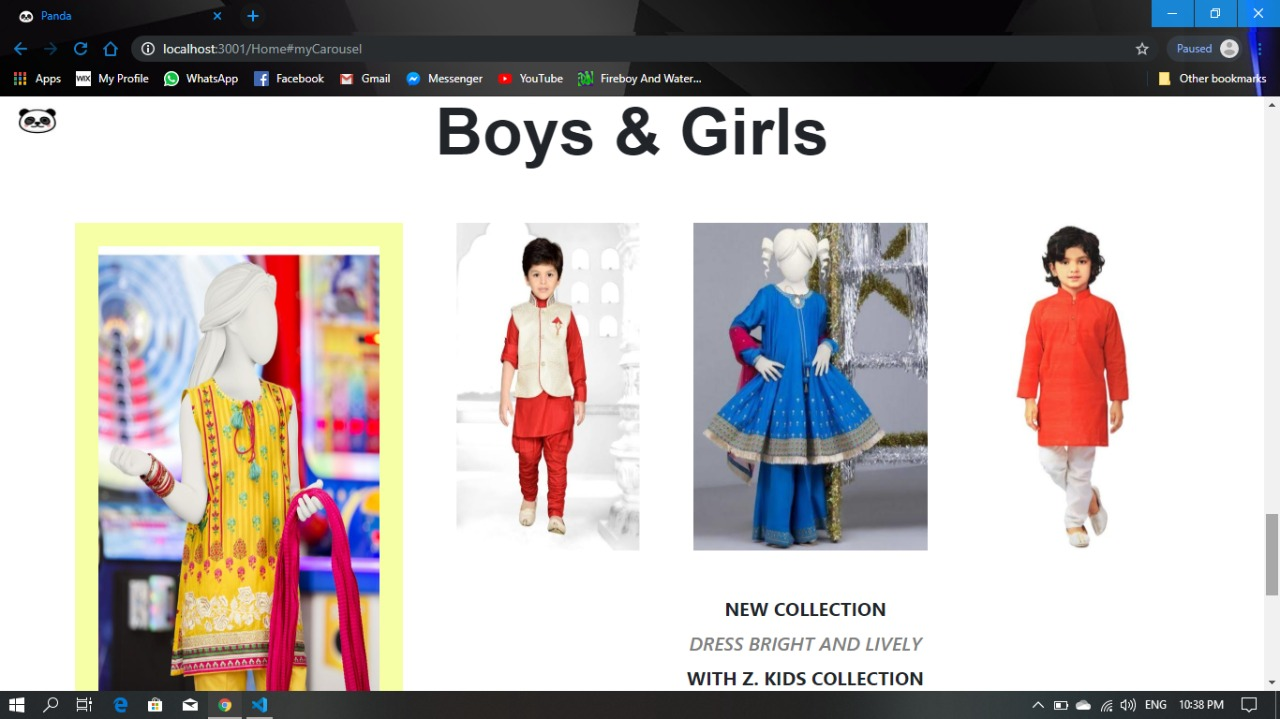 Panda
localhost:3001/Home#myCarousel
Paused
Apps
WIX My Profile
WhatsApp
Facebook
Gmail
Messenger
YouTube
Fireboy And Water...
Other bookmarks
Boys & Girls
NEW COLLECTION
DRESS BRIGHT AND LIVELY
WITH Z. KIDS COLLECTION
ENG
10:38 PM